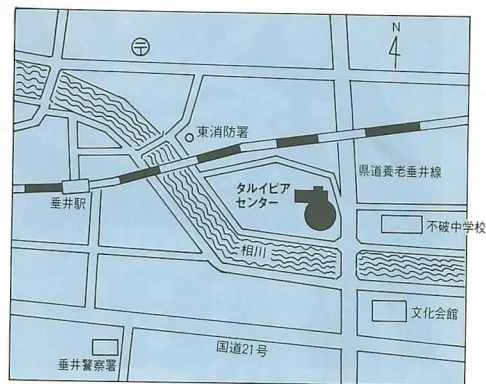 N
〒
東消防署
県道養老垂井線
タルイピア
センター
垂井駅
不破中学校
相川
文化会館
国道21号
垂井警察署